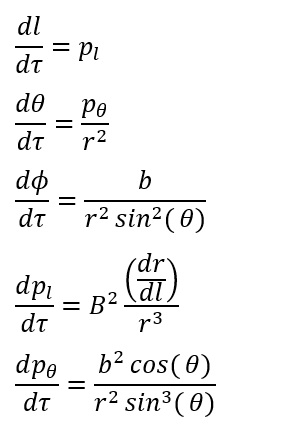 dl/dτ = p_l
dθ/dτ = p_θ/r²
dϕ/dτ = b/(r² sin²(θ))
dp_l/dτ = B² (dr/dl)/r³
dp_θ/dτ = b² cos(θ)/(r² sin³(θ))